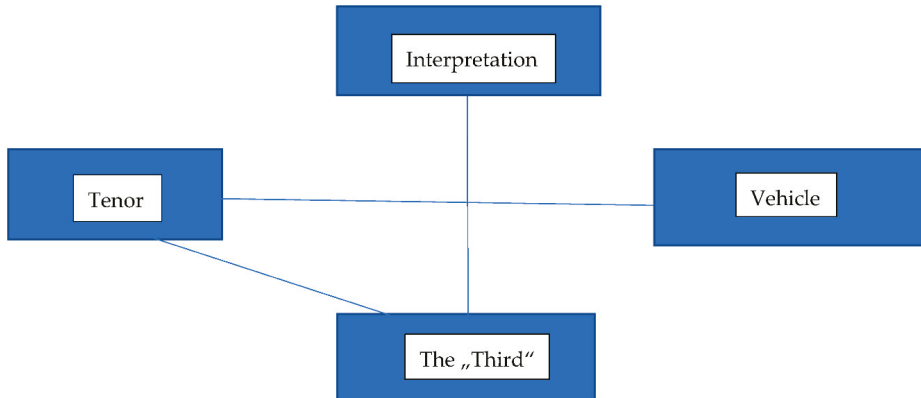 Interpretation
Tenor
Vehicle
The „Third“